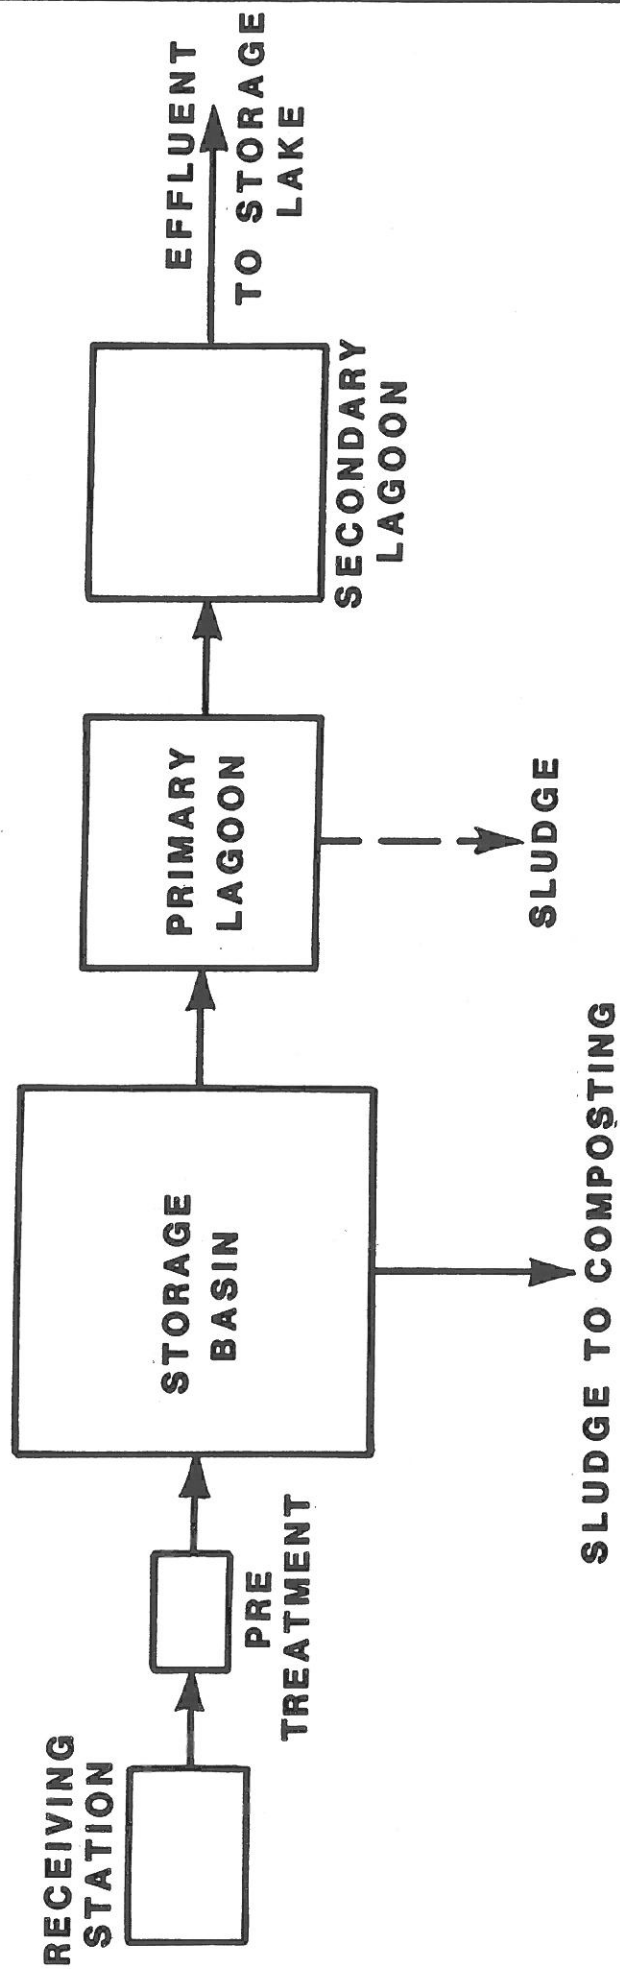 RECEIVING
STATION
PRE
TREATMENT
STORAGE
BASIN
SLUDGE TO COMPOSTING
PRIMARY
LAGOON
SLUDGE
SECONDARY
LAGOON
EFFLUENT
TO STORAGE
LAKE